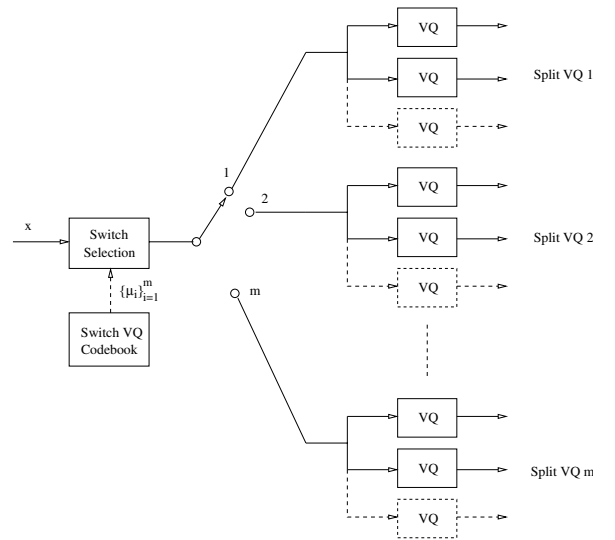 VQ
VQ
Split VQ 1
VQ
1
VQ
2
x
Switch
Selection
VQ
Split VQ 2
VQ
{μi}i=1m
m
Switch VQ
Codebook
VQ
VQ
Split VQ m
VQ